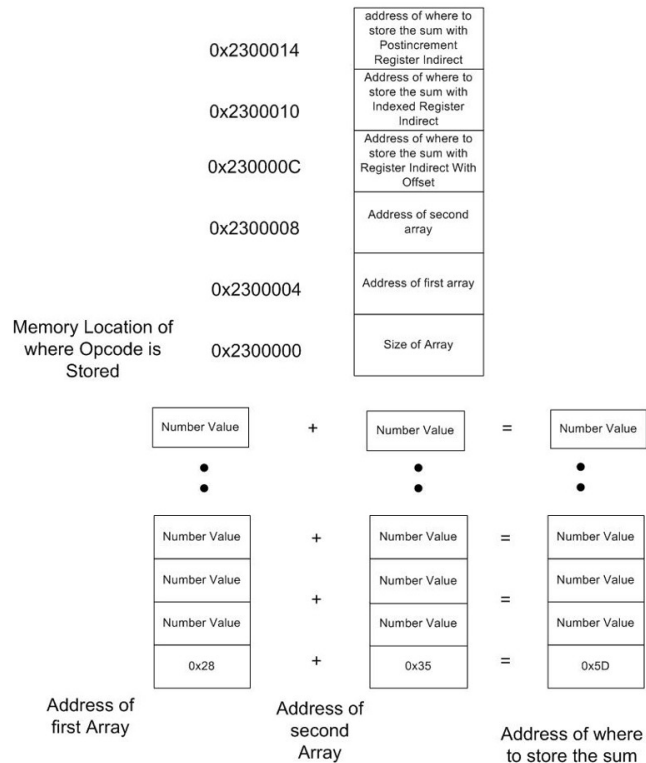 0x2300014
address of where to
store the sum with
Postincrement
Register Indirect
0x2300010
Address of where to
store the sum with
Indexed Register
Indirect
0x230000C
Address of where to
store the sum with
Register Indirect With
Offset
0x2300008
Address of second
array
0x2300004
Address of first array
Memory Location of
where Opcode is
Stored
0x2300000
Size of Array
Number Value + Number Value = Number Value
Number Value + Number Value = Number Value
Number Value Number Value Number Value
+ =
Number Value Number Value Number Value
0x28 + 0x35 = 0x5D
Address of
first Array
Address of
second
Array
Address of where
to store the sum